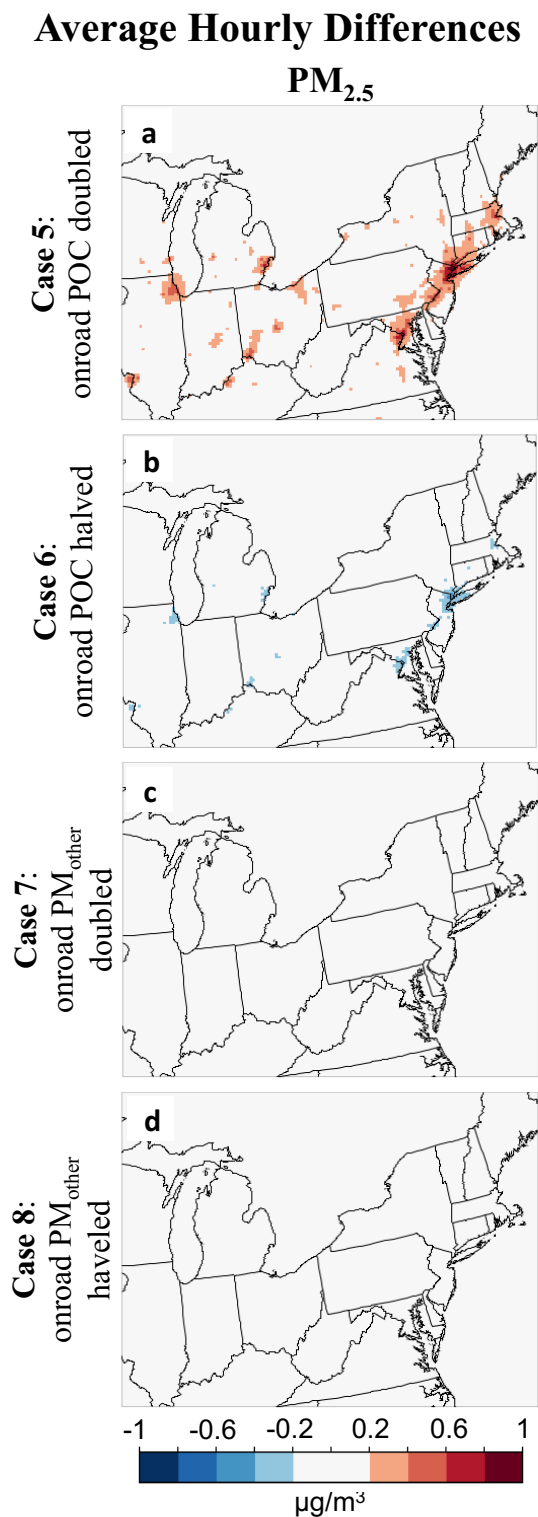 Average Hourly Differences
PM2.5
a
Case 5:
onroad POC doubled
b
Case 6:
onroad POC halved
c
Case 7:
onroad PMother
doubled
d
Case 8:
onroad PMother
haveled
-1 -0.6 -0.2 0.2 0.6 1
µg/m³